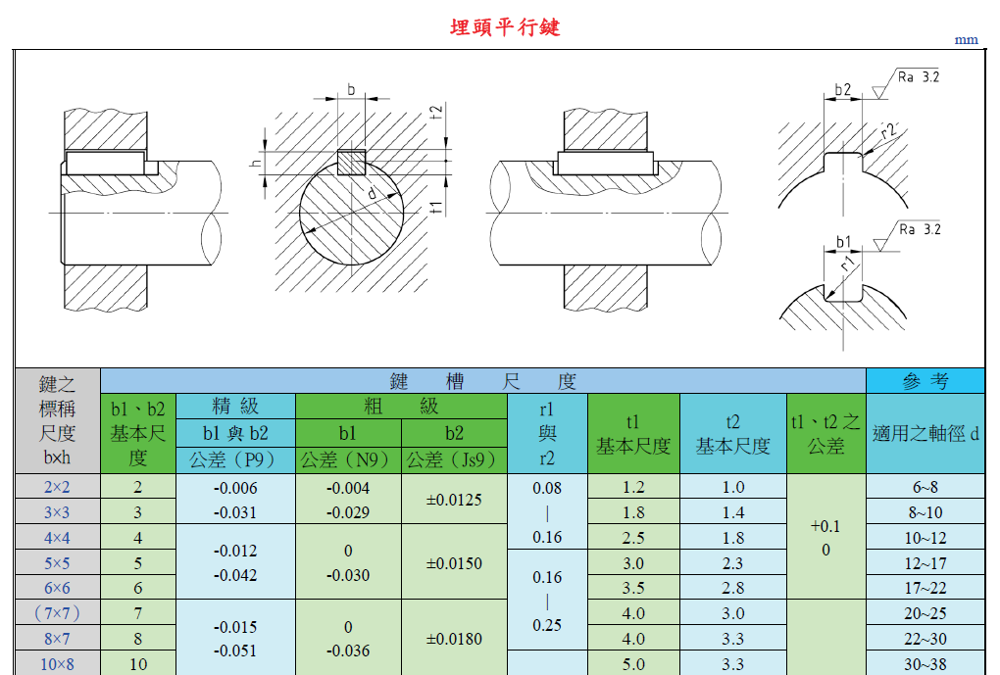 埋頭平行鍵
mm
Ra 3.2
b2
b
t2
r2
h
d
t1
Ra 3.2
b1
r1
鍵之標稱尺度 b×h
鍵 槽 尺 度
參 考
b1、b2 基本尺度
精 級
粗 級
r1 與 r2
t1 基本尺度
t2 基本尺度
t1、t2 之公差
適用之軸徑 d
b1 與 b2
b1
b2
公差（P9）
公差（N9）
公差（Js9）
2×2 2 -0.006 -0.004 ±0.0125 0.08 1.2 1.0 6~8
3×3 3 -0.031 -0.029 | 1.8 1.4 +0.1 8~10
4×4 4 -0.012 0 ±0.0150 0.16 2.5 1.8 0 10~12
5×5 5 -0.042 -0.030 0.16 3.0 2.3 12~17
6×6 6 | 3.5 2.8 17~22
（7×7） 7 -0.015 0 ±0.0180 0.25 4.0 3.0 20~25
8×7 8 -0.051 -0.036 4.0 3.3 22~30
10×8 10 5.0 3.3 30~38